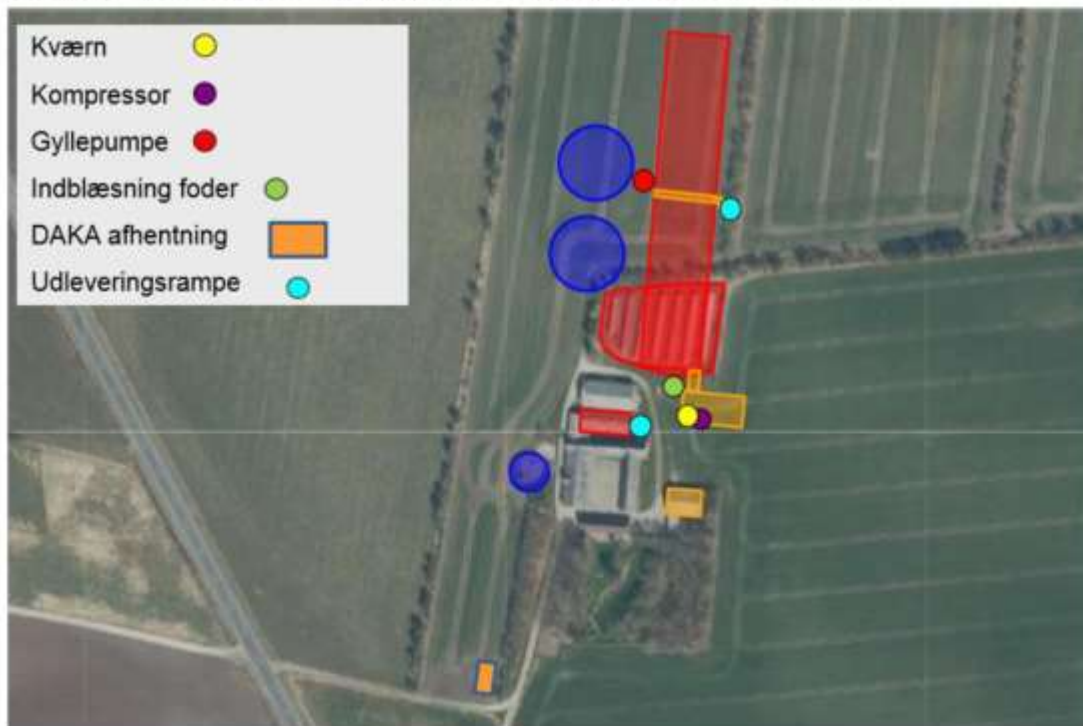 Kværn
Kompressor
Gyllepumpe
Indblæsning foder
DAKA afhentning
Udleveringsrampe